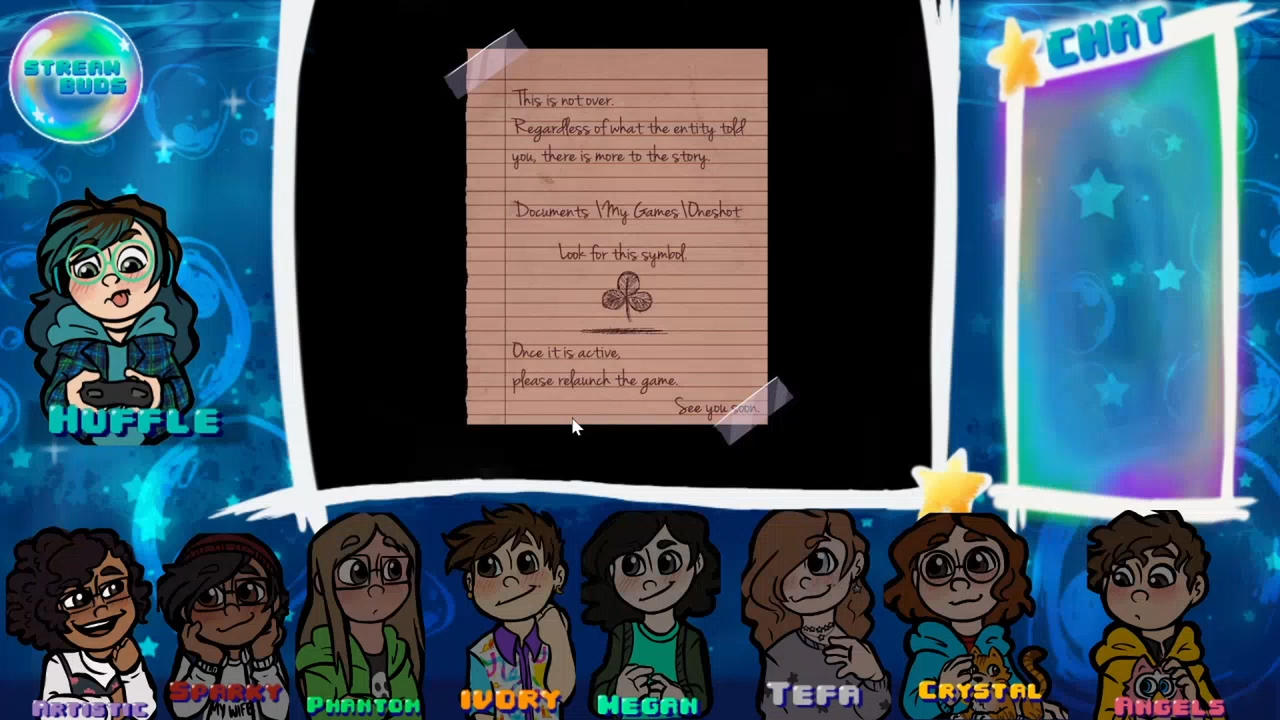 STREAM
BUDS
CHAT
This is not over.
Regardless of what the entity told
you, there is more to the story.
Documents \My Games\Oneshot
Look for this symbol.
Once it is active,
please relaunch the game.
See you soon.
HUFFLE
ARTISTIC
SPARKY
MY WIFE
PHANTOM
IVORY
MEGAN
TEFA
CRYSTAL
ANGELS